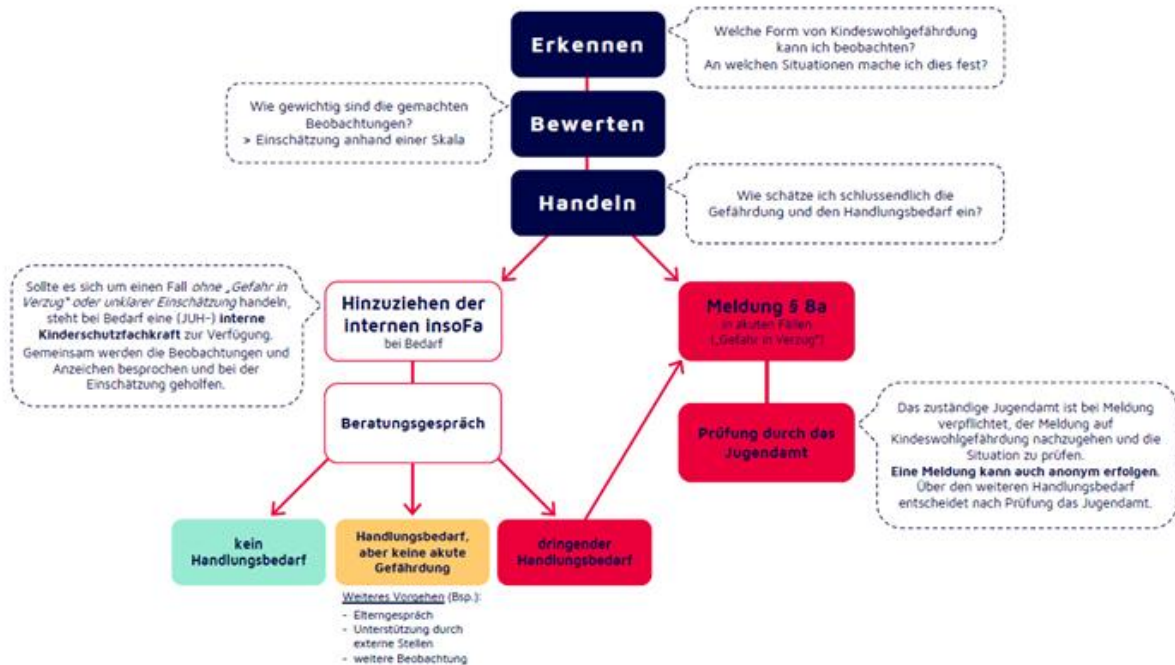 Erkennen
Welche Form von Kindeswohlgefährdung
kann ich beobachten?
An welchen Situationen mache ich dies fest?
Wie gewichtig sind die gemachten
Beobachtungen?
> Einschätzung anhand einer Skala
Bewerten
Handeln
Wie schätze ich schlussendlich die
Gefährdung und den Handlungsbedarf ein?
Sollte es sich um einen Fall ohne „Gefahr in
Verzug" oder unklarer Einschätzung handeln,
steht bei Bedarf eine (JUH-) interne
Kinderschutzfachkraft zur Verfügung.
Gemeinsam werden die Beobachtungen und
Anzeichen besprochen und bei der
Einschätzung geholfen.
Hinzuziehen der
internen insoFa
bei Bedarf
Meldung § 8a
in akuten Fällen
(„Gefahr in Verzug")
Beratungsgespräch
Prüfung durch das
Jugendamt
Das zuständige Jugendamt ist bei Meldung
verpflichtet, der Meldung auf
Kindeswohlgefährdung nachzugehen und die
Situation zu prüfen.
Eine Meldung kann auch anonym erfolgen.
Über den weiteren Handlungsbedarf
entscheidet nach Prüfung das Jugendamt.
kein
Handlungsbedarf
Handlungsbedarf,
aber keine akute
Gefährdung
dringender
Handlungsbedarf
Weiteres Vorgehen (Bsp.):
- Elterngespräch
- Unterstützung durch
externe Stellen
- weitere Beobachtung